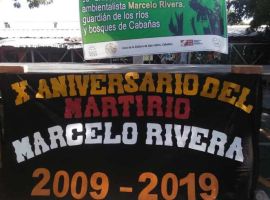 ambientalista Marcelo Rivera,
guardián de los ríos
y bosques de Cabañas
X ANIVERSARIO DEL
MARTIRIO
MARCELO RIVERA
2009 - 2019